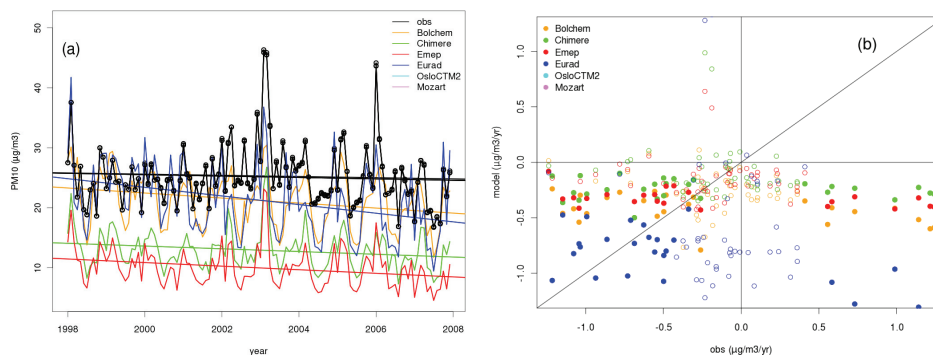 (a)
obs
Bolchem
Chimere
Emep
Eurad
OsloCTM2
Mozart
PM10 (μg/m3)
50
40
30
20
10
1998 2000 2002 2004 2006 2008
year
(b)
Bolchem
Chimere
Emep
Eurad
OsloCTM2
Mozart
model (μg/m3/yr)
1.0
0.5
0.0
-0.5
-1.0
-1.0 -0.5 0.0 0.5 1.0
obs (μg/m3/yr)